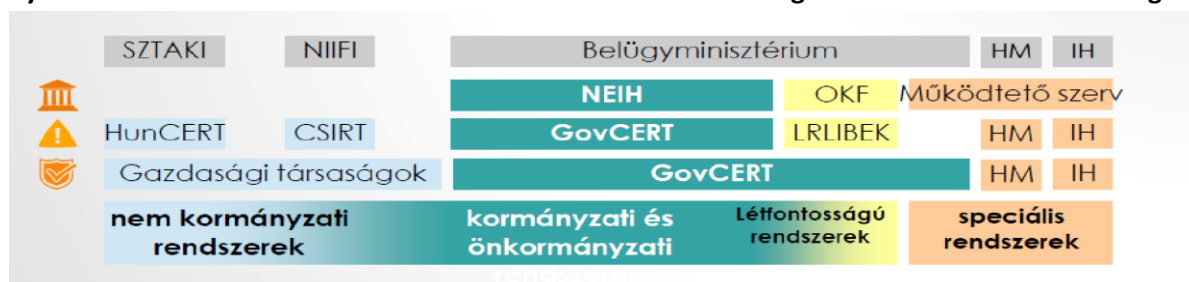 SZTAKI NIIFI Belügyminisztérium HM IH
NEIH OKF Működtető szerv
HunCERT CSIRT GovCERT LRLIBEK HM IH
Gazdasági társaságok GovCERT HM IH
nem kormányzati rendszerek
kormányzati és önkormányzati
Létfontosságú rendszerek
speciális rendszerek